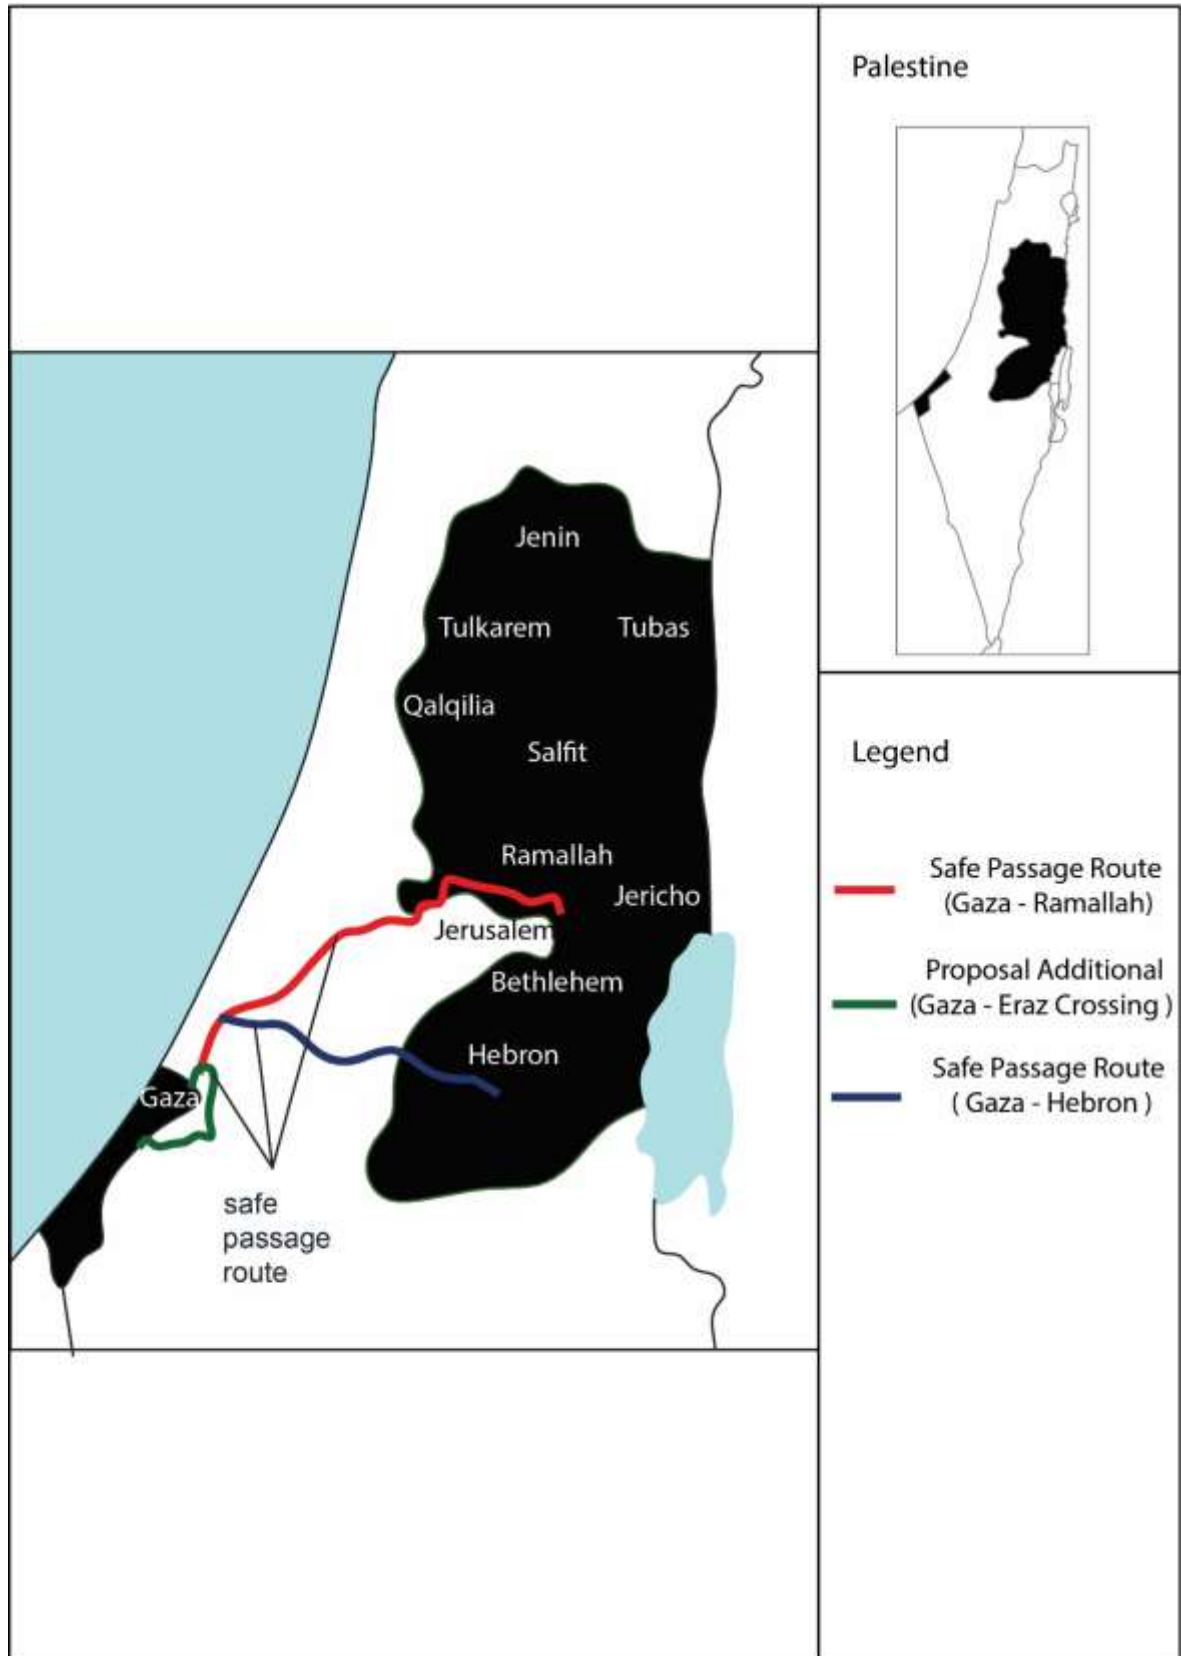 Palestine
Jenin
Tulkarem
Tubas
Qalqilia
Salfit
Ramallah
Jericho
Jerusalem
Bethlehem
Hebron
Gaza
safe
passage
route
Legend
Safe Passage Route
(Gaza - Ramallah)
Proposal Additional
(Gaza - Eraz Crossing )
Safe Passage Route
( Gaza - Hebron )